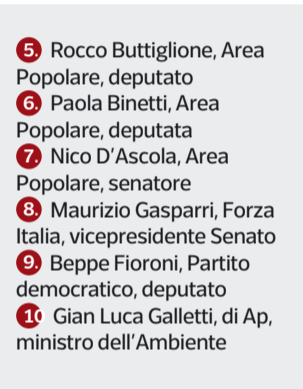 5. Rocco Buttiglione, Area
Popolare, deputato
6. Paola Binetti, Area
Popolare, deputata
7. Nico D'Ascola, Area
Popolare, senatore
8. Maurizio Gasparri, Forza
Italia, vicepresidente Senato
9. Beppe Fioroni, Partito
democratico, deputato
10 Gian Luca Galletti, di Ap,
ministro dell'Ambiente